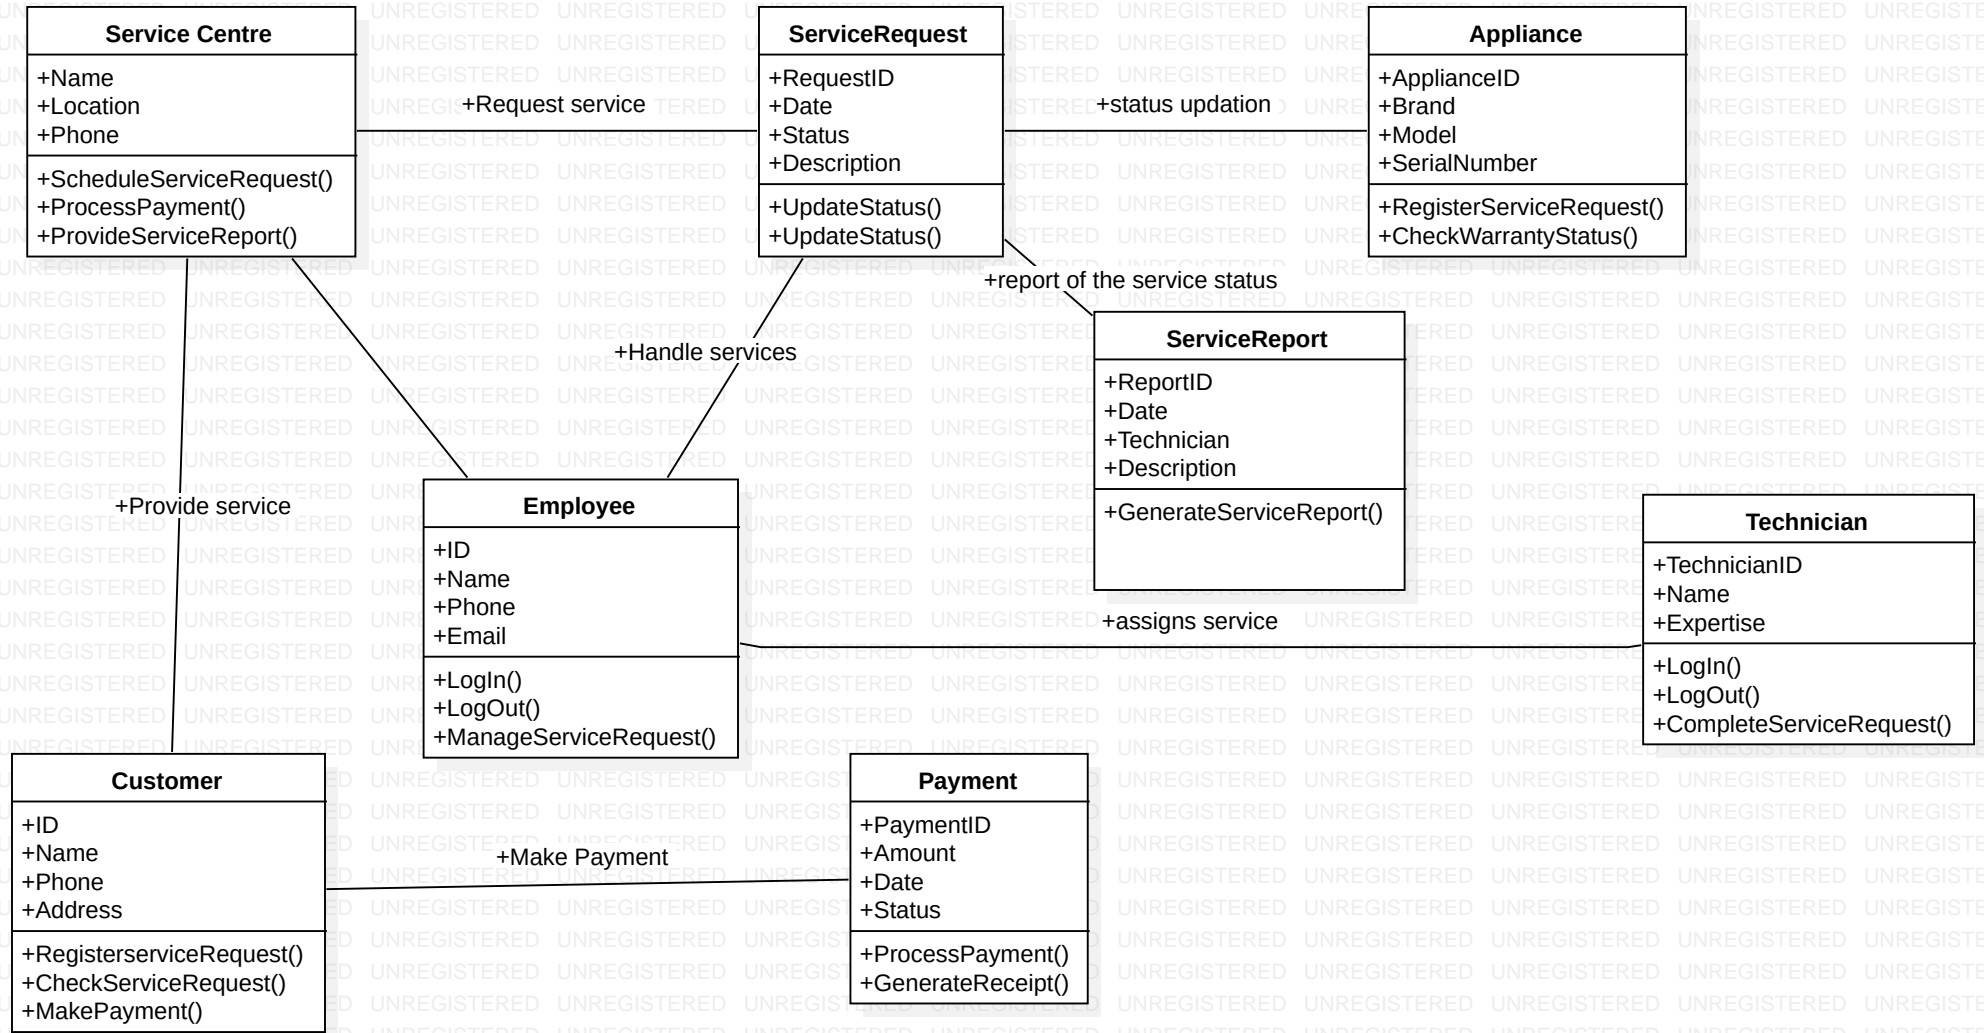 Service Centre
+Name
+Location
+Phone
+ScheduleServiceRequest()
+ProcessPayment()
+ProvideServiceReport()
+Request service
ServiceRequest
+RequestID
+Date
+Status
+Description
+UpdateStatus()
+UpdateStatus()
+status updation
Appliance
+ApplianceID
+Brand
+Model
+SerialNumber
+RegisterServiceRequest()
+CheckWarrantyStatus()
+report of the service status
+Handle services
ServiceReport
+ReportID
+Date
+Technician
+Description
+GenerateServiceReport()
+Provide service
Employee
+ID
+Name
+Phone
+Email
+LogIn()
+LogOut()
+ManageServiceRequest()
+assigns service
Technician
+TechnicianID
+Name
+Expertise
+LogIn()
+LogOut()
+CompleteServiceRequest()
Customer
+ID
+Name
+Phone
+Address
+RegisterserviceRequest()
+CheckServiceRequest()
+MakePayment()
+Make Payment
Payment
+PaymentID
+Amount
+Date
+Status
+ProcessPayment()
+GenerateReceipt()
UNREGISTERED